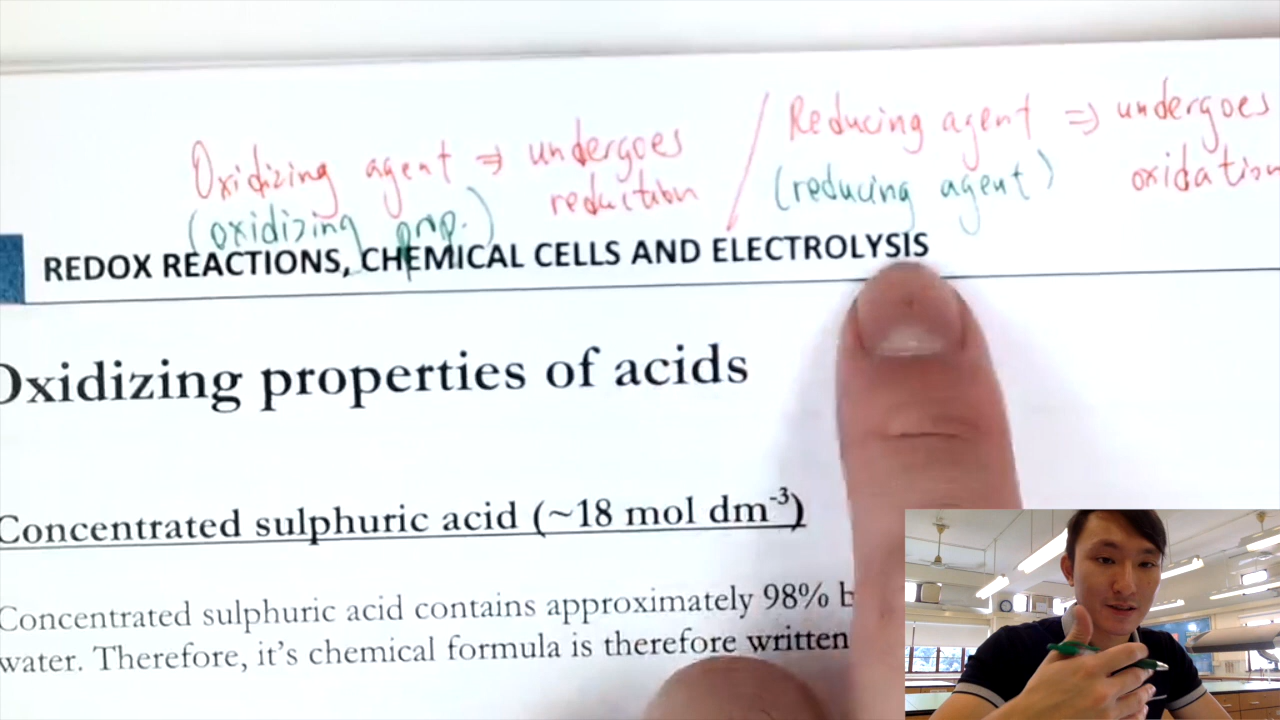 Oxidizing agent ⇒ undergoes reduction / Reducing agent ⇒ undergoes oxidation
(oxidizing prop.) (reducing agent)
REDOX REACTIONS, CHEMICAL CELLS AND ELECTROLYSIS
Oxidizing properties of acids
Concentrated sulphuric acid (~18 mol dm⁻³)
Concentrated sulphuric acid contains approximately 98% b
water. Therefore, it's chemical formula is therefore written